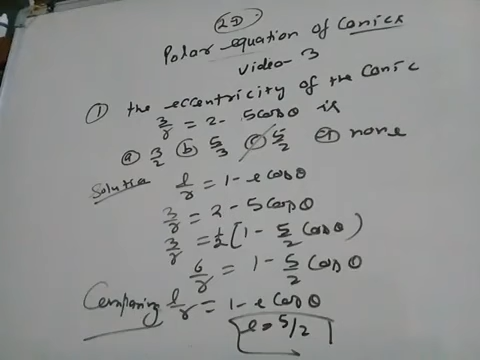 2D.
Polar equation of Conics
Video-3
① the eccentricity of the Conic
3/r = 2 - 5cosθ is
ⓐ 3/2 ⓑ 5/3 ⓒ 5/2 ⓓ none
Solution l/r = 1 - e cosθ
3/r = 2 - 5cosθ
3/r = 1/2 [1 - 5/2 cosθ)
6/r = 1 - 5/2 cosθ
Comparing l/r = 1 - e cosθ
e = 5/2